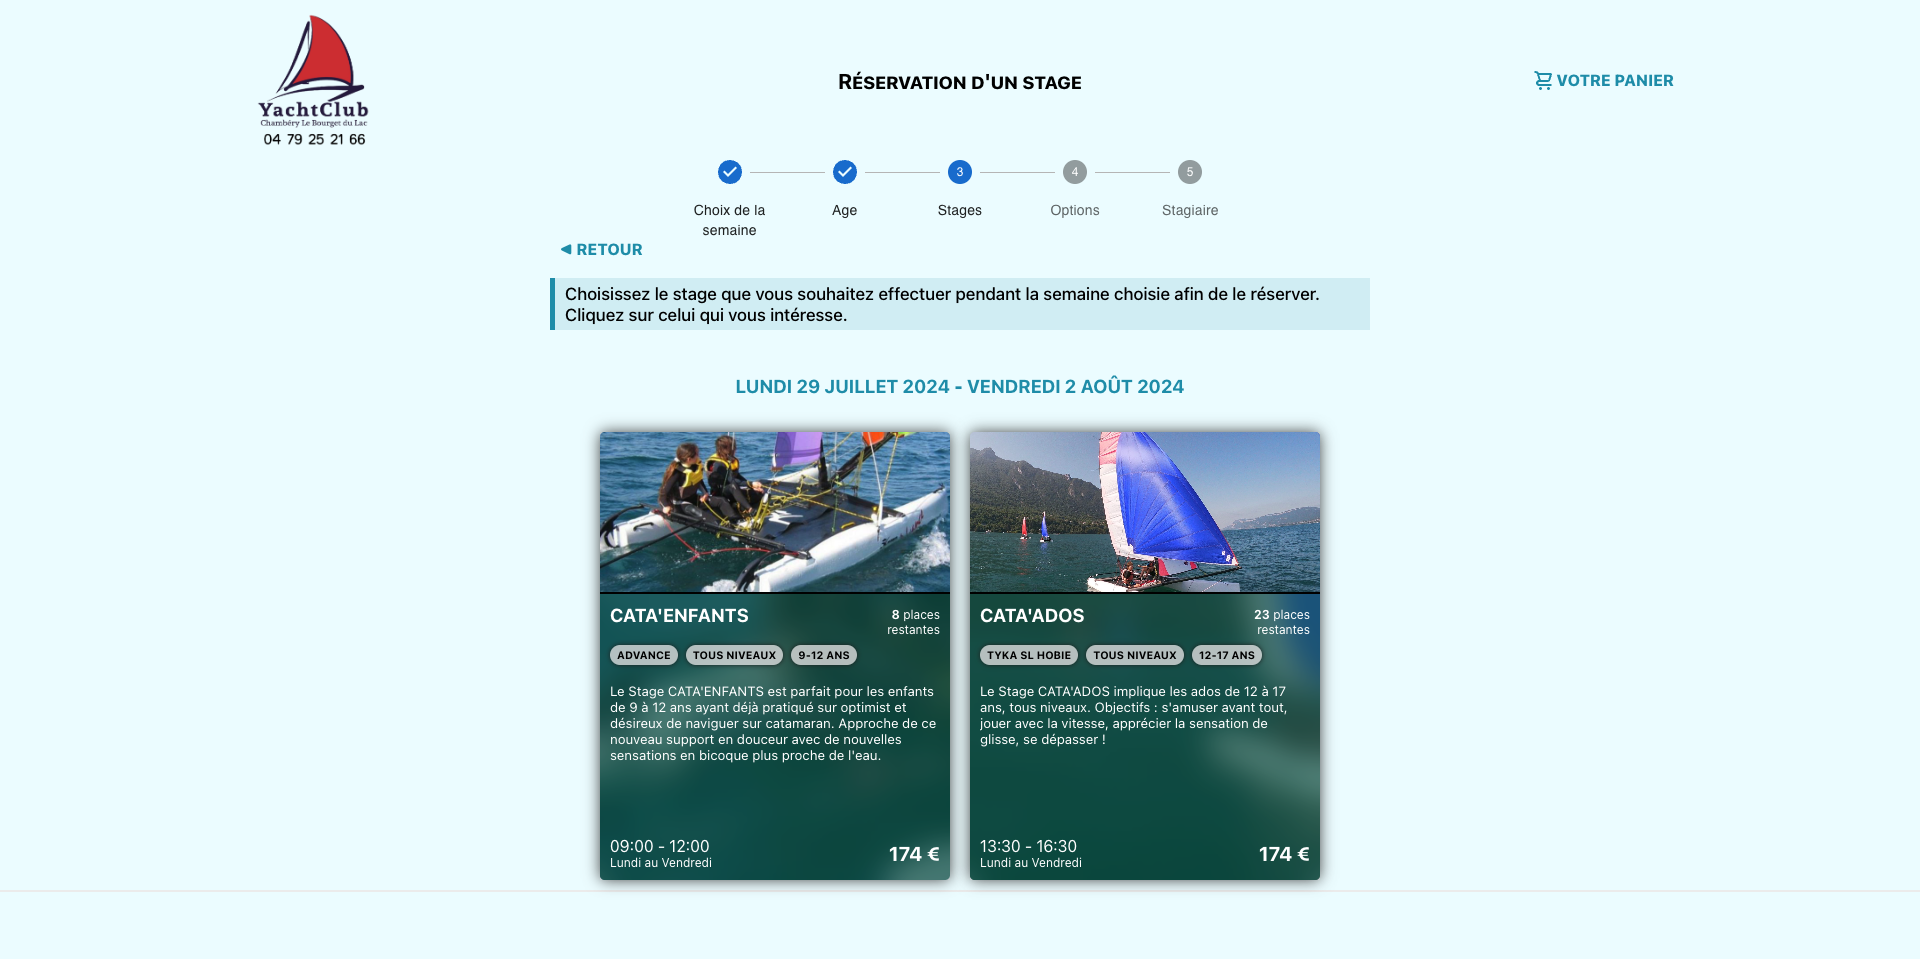 YachtClub
Chambéry Le Bourget du Lac
04 79 25 21 66
RÉSERVATION D'UN STAGE
VOTRE PANIER
3
4
5
Choix de la
semaine
Age
Stages
Options
Stagiaire
◄ RETOUR
Choisissez le stage que vous souhaitez effectuer pendant la semaine choisie afin de le réserver.
Cliquez sur celui qui vous intéresse.
LUNDI 29 JUILLET 2024 - VENDREDI 2 AOÛT 2024
CATA'ENFANTS
8 places
restantes
ADVANCE
TOUS NIVEAUX
9-12 ANS
Le Stage CATA'ENFANTS est parfait pour les enfants
de 9 à 12 ans ayant déjà pratiqué sur optimist et
désireux de naviguer sur catamaran. Approche de ce
nouveau support en douceur avec de nouvelles
sensations en bicoque plus proche de l'eau.
09:00 - 12:00
Lundi au Vendredi
174 €
CATA'ADOS
23 places
restantes
TYKA SL HOBIE
TOUS NIVEAUX
12-17 ANS
Le Stage CATA'ADOS implique les ados de 12 à 17
ans, tous niveaux. Objectifs : s'amuser avant tout,
jouer avec la vitesse, apprécier la sensation de
glisse, se dépasser !
13:30 - 16:30
Lundi au Vendredi
174 €